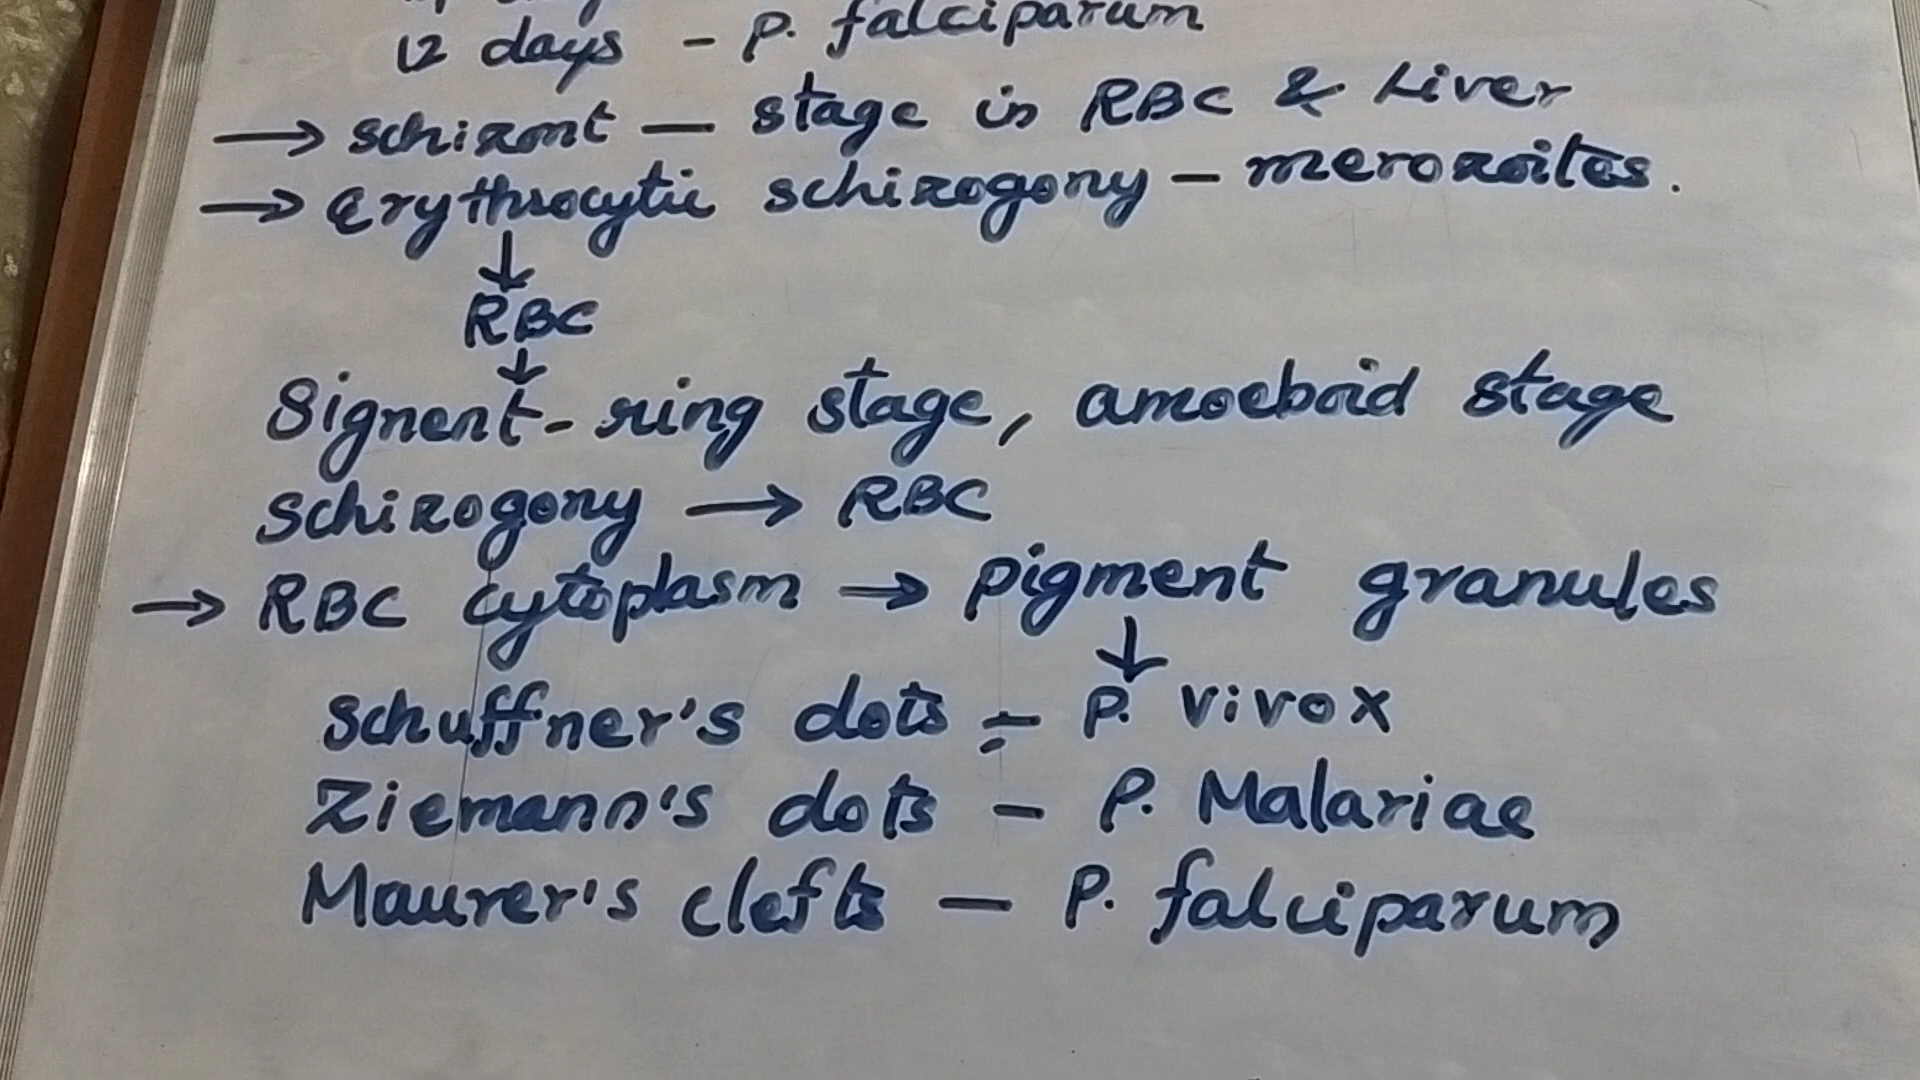 12 days - P. falciparum
→ schizont — stage in RBC & Liver
→ Erythrocytic schizogony - merozoites.
↓
RBC
↓
Signent-ring stage, amoeboid stage
schizogony → RBC
→ RBC cytoplasm → pigment granules
↓
Schuffner's dots - P. vivox
Ziemann's dots - P. Malariae
Maurer's clefts - P. falciparum